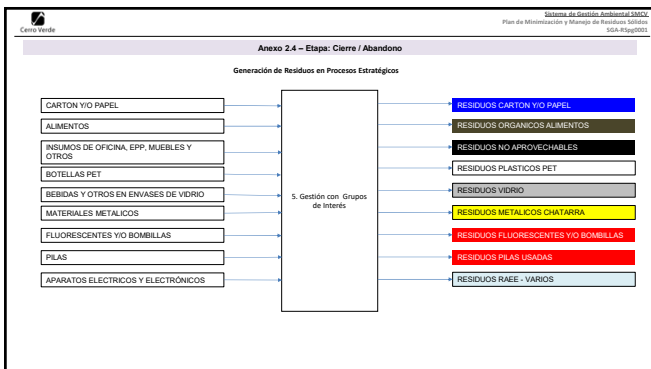 Cerro Verde
Sistema de Gestión Ambiental SMCV
Plan de Minimización y Manejo de Residuos Sólidos
SGA-RSpg0001
Anexo 2.4 – Etapa: Cierre / Abandono
Generación de Residuos en Procesos Estratégicos
CARTON Y/O PAPEL
ALIMENTOS
INSUMOS DE OFICINA, EPP, MUEBLES Y
OTROS
BOTELLAS PET
BEBIDAS Y OTROS EN ENVASES DE VIDRIO
MATERIALES METALICOS
FLUORESCENTES Y/O BOMBILLAS
PILAS
APARATOS ELECTRICOS Y ELECTRÓNICOS
5. Gestión con Grupos
de Interés
RESIDUOS CARTON Y/O PAPEL
RESIDUOS ORGANICOS ALIMENTOS
RESIDUOS NO APROVECHABLES
RESIDUOS PLASTICOS PET
RESIDUOS VIDRIO
RESIDUOS METALICOS CHATARRA
RESIDUOS FLUORESCENTES Y/O BOMBILLAS
RESIDUOS PILAS USADAS
RESIDUOS RAEE - VARIOS